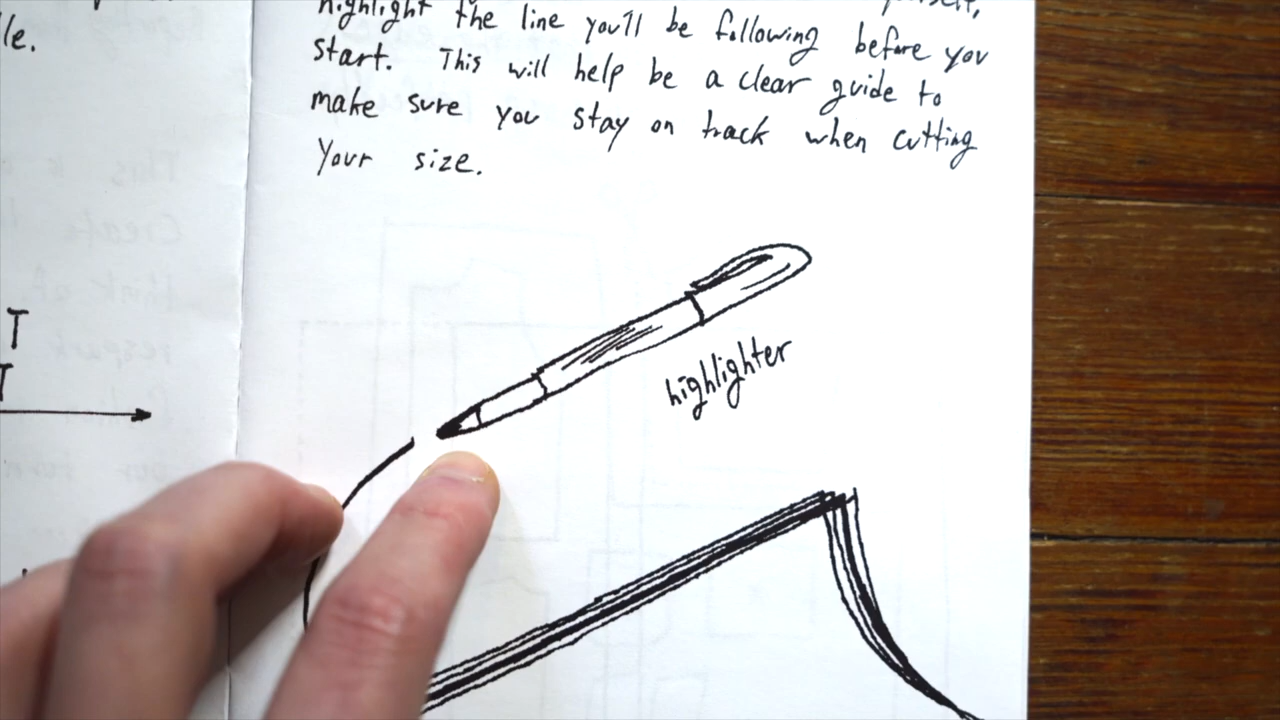 le.
highlight the line you'll be following before you
start. This will help be a clear guide to
make sure you stay on track when cutting
your size.
T
T
highlighter